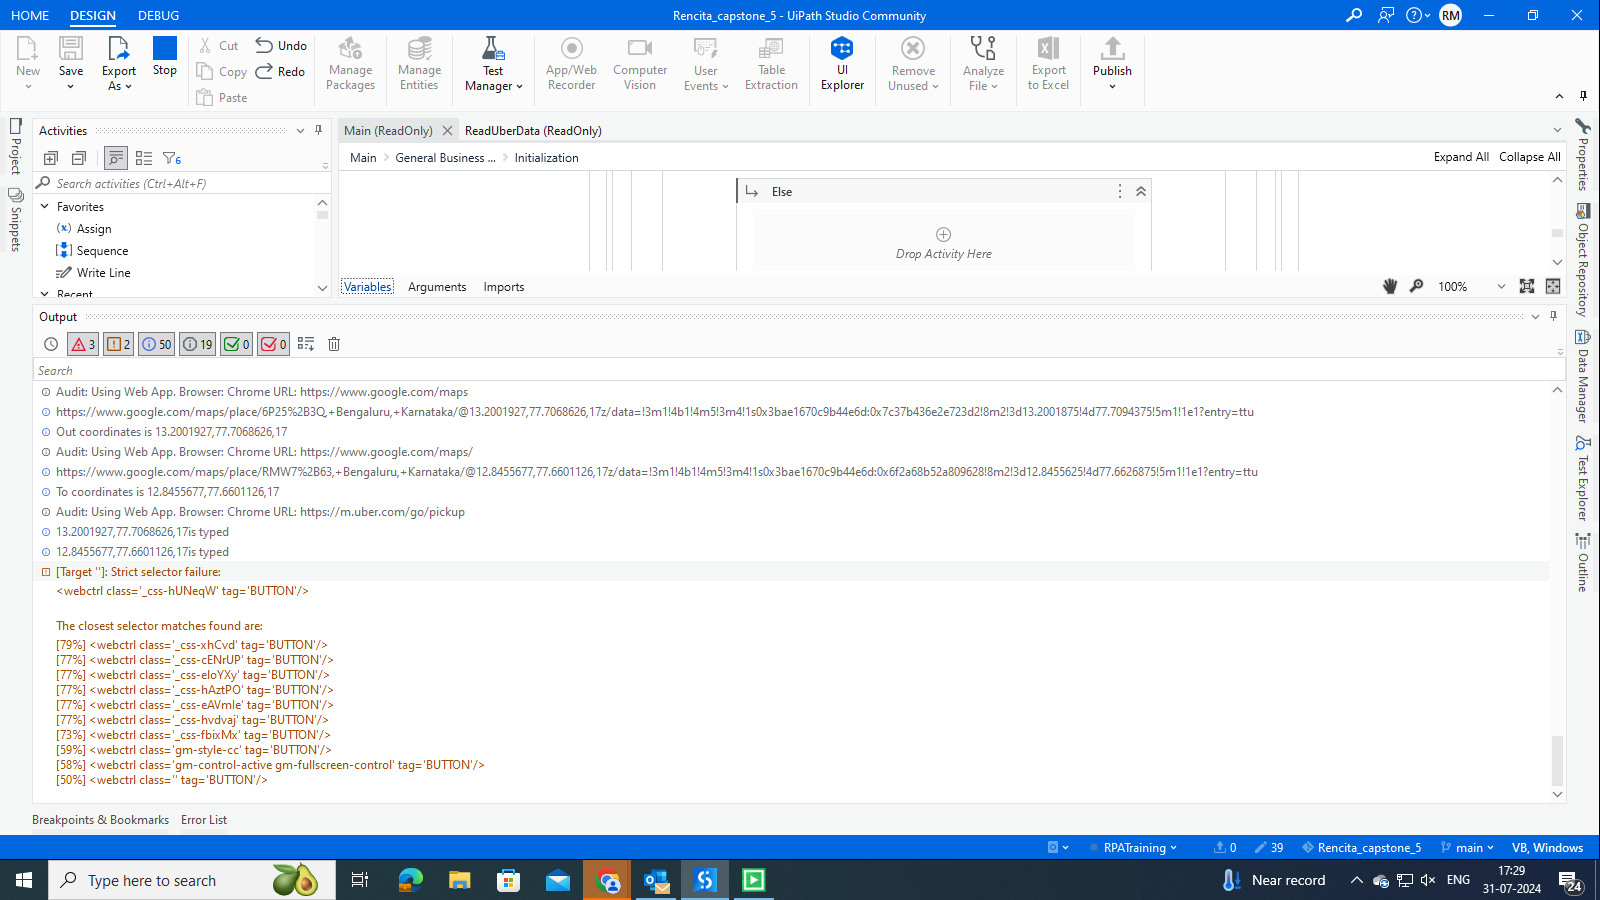 HOME DESIGN DEBUG Rencita_capstone_5 - UiPath Studio Community RM
New Save Export As Stop Cut Copy Paste Undo Redo Manage Packages Manage Entities Test Manager App/Web Recorder Computer Vision User Events Table Extraction UI Explorer Remove Unused Analyze File Export to Excel Publish
Project
Snippets
Activities
6
Search activities (Ctrl+Alt+F)
Favorites
(x) Assign
Sequence
Write Line
Recent
Main (ReadOnly) ReadUberData (ReadOnly)
Main General Business ... Initialization Expand All Collapse All
Else
Drop Activity Here
Variables Arguments Imports 100%
Properties
Object Repository
Data Manager
Test Explorer
Outline
Output
3 2 50 19 0 0
Search
Audit: Using Web App. Browser: Chrome URL: https://www.google.com/maps
https://www.google.com/maps/place/6P25%2B3Q,+Bengaluru,+Karnataka/@13.2001927,77.7068626,17z/data=!3m1!4b1!4m5!3m4!1s0x3bae1670c9b44e6d:0x7c37b436e2e723d2!8m2!3d13.2001875!4d77.7094375!5m1!1e1?entry=ttu
Out coordinates is 13.2001927,77.7068626,17
Audit: Using Web App. Browser: Chrome URL: https://www.google.com/maps/
https://www.google.com/maps/place/RMW7%2B63,+Bengaluru,+Karnataka/@12.8455677,77.6601126,17z/data=!3m1!4b1!4m5!3m4!1s0x3bae1670c9b44e6d:0x6f2a68b52a809628!8m2!3d12.8455625!4d77.6626875!5m1!1e1?entry=ttu
To coordinates is 12.8455677,77.6601126,17
Audit: Using Web App. Browser: Chrome URL: https://m.uber.com/go/pickup
13.2001927,77.7068626,17is typed
12.8455677,77.6601126,17is typed
[Target '']: Strict selector failure:
<webctrl class='_css-hUNeqW' tag='BUTTON'/>
The closest selector matches found are:
[79%] <webctrl class='_css-xhCvd' tag='BUTTON'/>
[77%] <webctrl class='_css-cENrUP' tag='BUTTON'/>
[77%] <webctrl class='_css-eIoYXy' tag='BUTTON'/>
[77%] <webctrl class='_css-hAztPO' tag='BUTTON'/>
[77%] <webctrl class='_css-eAVmIe' tag='BUTTON'/>
[77%] <webctrl class='_css-hvdvaj' tag='BUTTON'/>
[73%] <webctrl class='_css-fbixMx' tag='BUTTON'/>
[59%] <webctrl class='gm-style-cc' tag='BUTTON'/>
[58%] <webctrl class='gm-control-active gm-fullscreen-control' tag='BUTTON'/>
[50%] <webctrl class='' tag='BUTTON'/>
Breakpoints & Bookmarks Error List
RPATraining 0 39 Rencita_capstone_5 main VB, Windows
Type here to search Near record ENG 17:29
31-07-2024 24